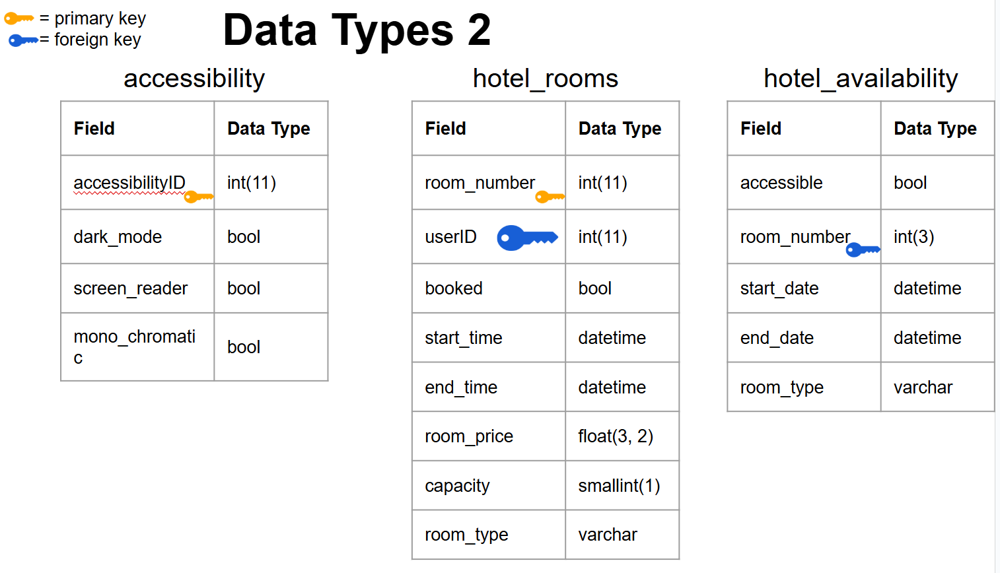 = primary key
= foreign key
Data Types 2
accessibility
Field Data Type
accessibilityID int(11)
dark_mode bool
screen_reader bool
mono_chromati
c
bool
hotel_rooms
Field Data Type
room_number int(11)
userID int(11)
booked bool
start_time datetime
end_time datetime
room_price float(3, 2)
capacity smallint(1)
room_type varchar
hotel_availability
Field Data Type
accessible bool
room_number int(3)
start_date datetime
end_date datetime
room_type varchar